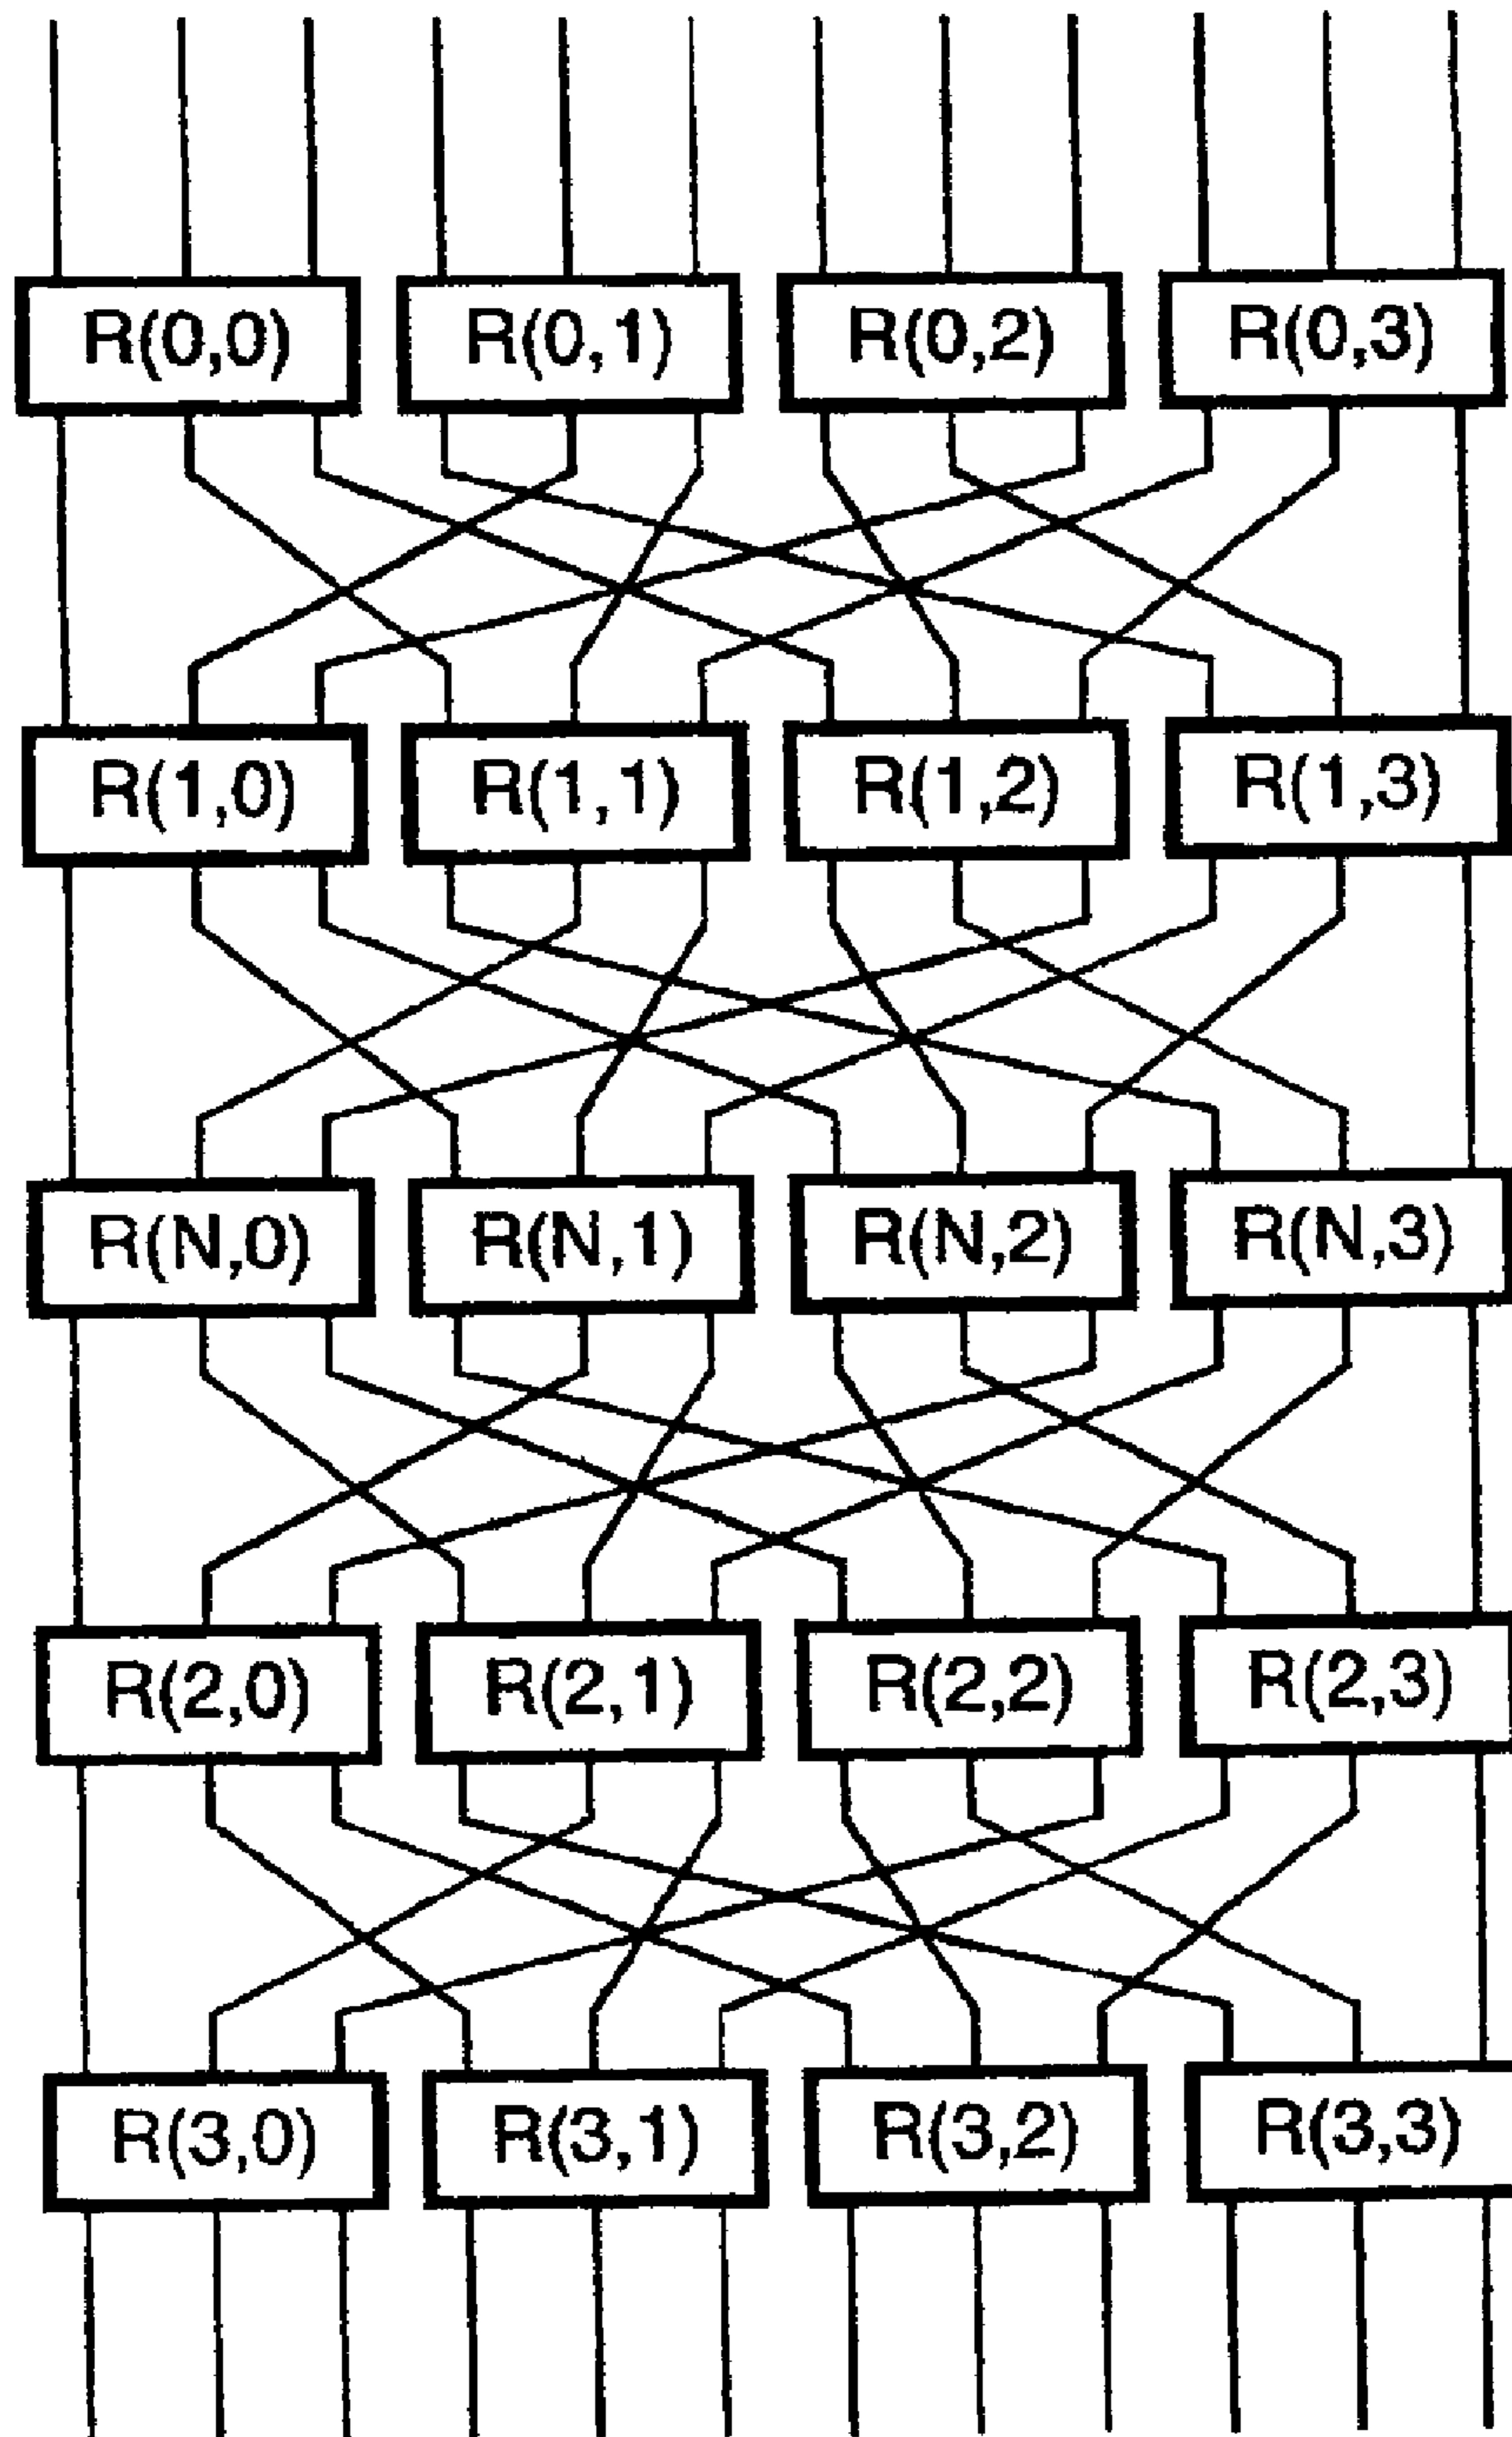 R(0,0) R(0,1) R(0,2) R(0,3)
R(1,0) R(1,1) R(1,2) R(1,3)
R(N,0) R(N,1) R(N,2) R(N,3)
R(2,0) R(2,1) R(2,2) R(2,3)
R(3,0) R(3,1) R(3,2) R(3,3)